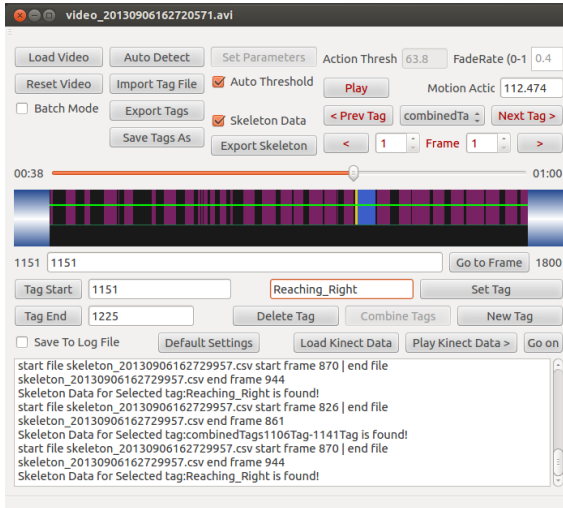 video_20130906162720571.avi
Load Video Auto Detect Set Parameters Action Thresh 63.8 FadeRate (0-1 0.4
Reset Video Import Tag File Auto Threshold Play Motion Actic 112.474
Batch Mode Export Tags Skeleton Data < Prev Tag combinedTa Next Tag >
Save Tags As Export Skeleton < 1 Frame 1 >
00:38 01:00
1151 1151 Go to Frame 1800
Tag Start 1151 Reaching_Right Set Tag
Tag End 1225 Delete Tag Combine Tags New Tag
Save To Log File Default Settings Load Kinect Data Play Kinect Data > Go on
start file skeleton_20130906162729957.csv start frame 870 | end file
skeleton_20130906162729957.csv end frame 944
Skeleton Data for Selected tag:Reaching_Right is found!
start file skeleton_20130906162729957.csv start frame 826 | end file
skeleton_20130906162729957.csv end frame 861
Skeleton Data for Selected tag:combinedTags1106Tag-1141Tag is found!
start file skeleton_20130906162729957.csv start frame 870 | end file
skeleton_20130906162729957.csv end frame 944
Skeleton Data for Selected tag:Reaching_Right is found!